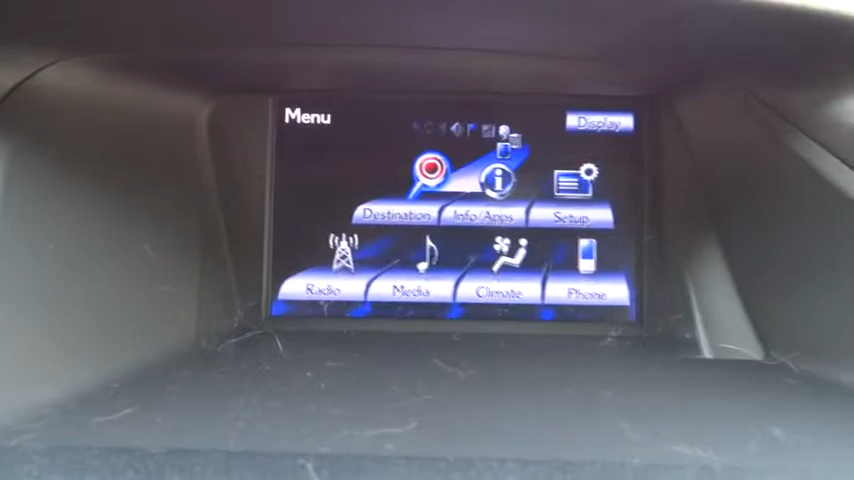 Menu
Display
Destination Info/Apps Setup
Radio Media Climate Phone